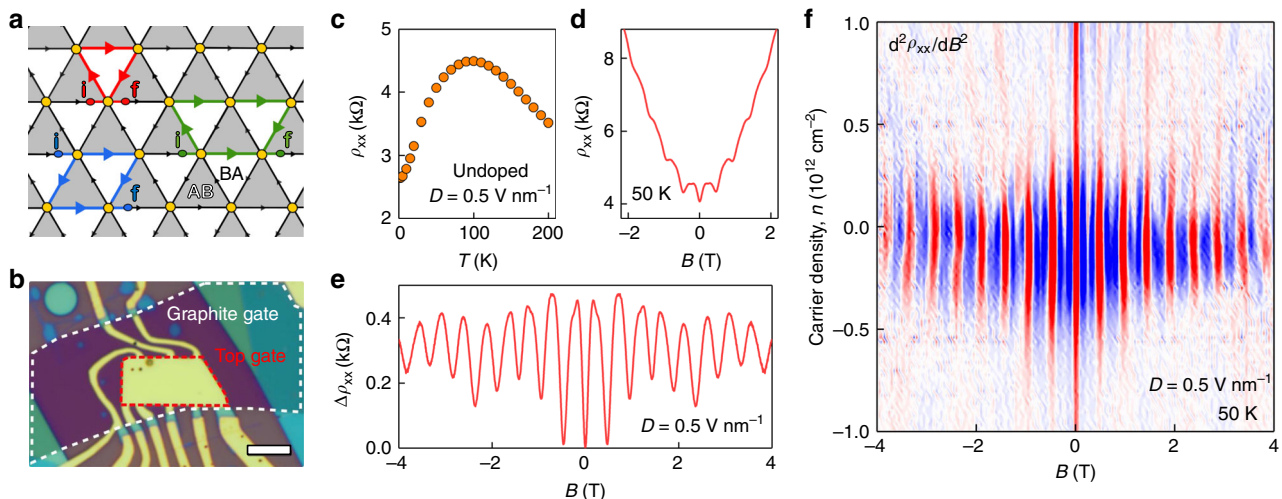 a
i
f
i
f
i
f
BA
AB
b
Graphite gate
Top gate
c
5
4
3
2
ρxx (kΩ)
Undoped
D = 0.5 V nm⁻¹
0
100
200
T (K)
d
8
6
4
ρxx (kΩ)
50 K
−2
0
2
B (T)
e
0.4
0.2
0.0
Δρxx (kΩ)
D = 0.5 V nm⁻¹
−4
−2
0
2
4
B (T)
f
d²ρxx/dB²
1.0
0.5
0.0
−0.5
−1.0
Carrier density, n (10¹² cm⁻²)
D = 0.5 V nm⁻¹
50 K
−4
−2
0
2
4
B (T)